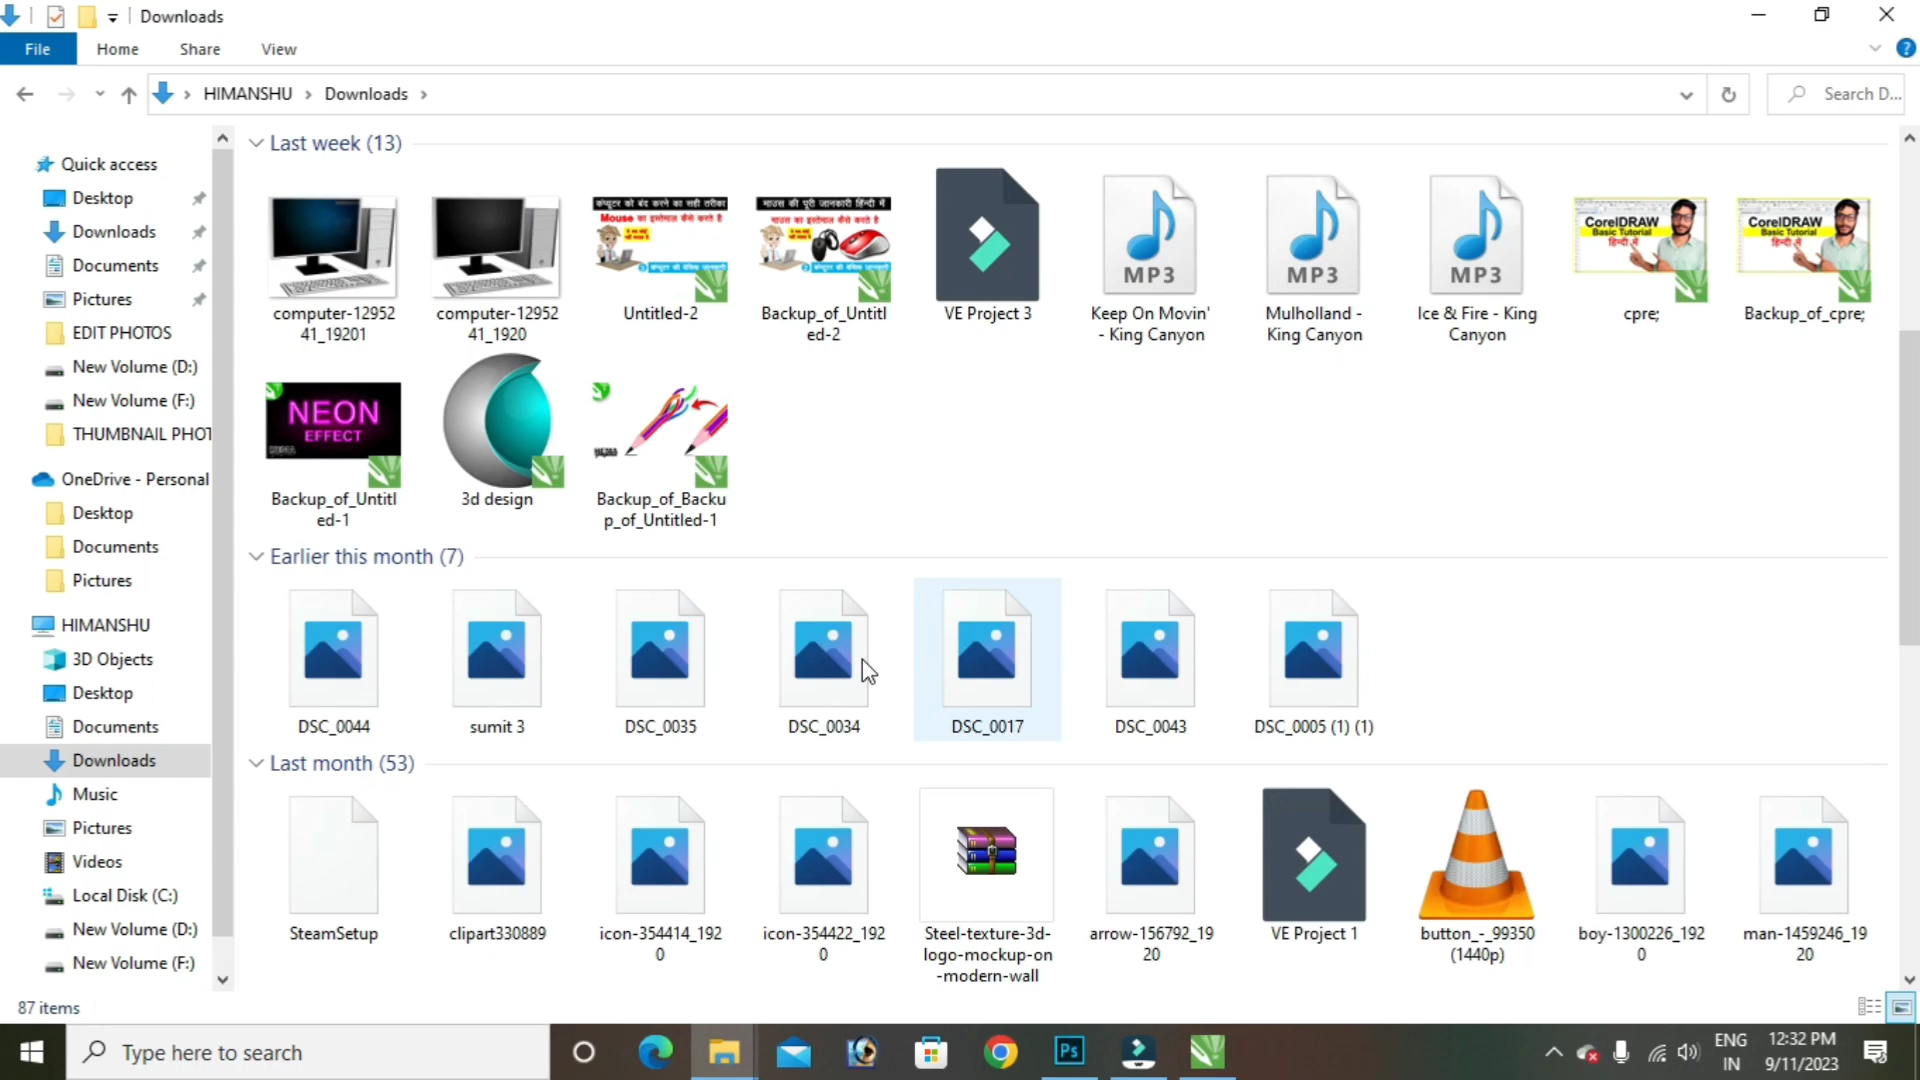 Downloads
File
Home
Share
View
HIMANSHU
Downloads
Search D...
Quick access
Desktop
Downloads
Documents
Pictures
EDIT PHOTOS
New Volume (D:)
New Volume (F:)
THUMBNAIL PHOT
OneDrive - Personal
Desktop
Documents
Pictures
HIMANSHU
3D Objects
Desktop
Documents
Downloads
Music
Pictures
Videos
Local Disk (C:)
New Volume (D:)
New Volume (F:)
Last week (13)
computer-12952
41_19201
computer-12952
41_1920
कंप्यूटर को बंद करने का सही तरीका
Mouse का इस्तेमाल कैसे करते है
Untitled-2
माउस की पूरी जानकारी हिंदी में
माउस का इस्तेमाल कैसे करते है
Backup_of_Untitl
ed-2
VE Project 3
MP3
Keep On Movin'
- King Canyon
MP3
Mulholland -
King Canyon
MP3
Ice & Fire - King
Canyon
CorelDRAW
Basic Tutorial
हिन्दी में
cpre;
CorelDRAW
Basic Tutorial
हिन्दी में
Backup_of_cpre;
NEON
EFFECT
Backup_of_Untitl
ed-1
3d design
Backup_of_Backu
p_of_Untitled-1
Earlier this month (7)
DSC_0044
sumit 3
DSC_0035
DSC_0034
DSC_0017
DSC_0043
DSC_0005 (1) (1)
Last month (53)
SteamSetup
clipart330889
icon-354414_192
0
icon-354422_192
0
Steel-texture-3d-
logo-mockup-on
-modern-wall
arrow-156792_19
20
VE Project 1
button_-_99350
(1440p)
boy-1300226_192
0
man-1459246_19
20
87 items
Type here to search
Ps
ENG
IN
12:32 PM
9/11/2023